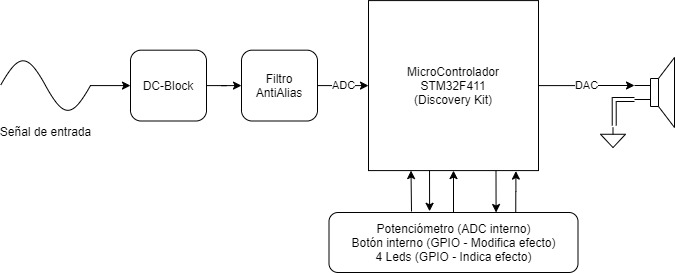 Señal de entrada
DC-Block
Filtro
AntiAlias
ADC
MicroControlador
STM32F411
(Discovery Kit)
DAC
Potenciómetro (ADC interno)
Botón interno (GPIO - Modifica efecto)
4 Leds (GPIO - Indica efecto)